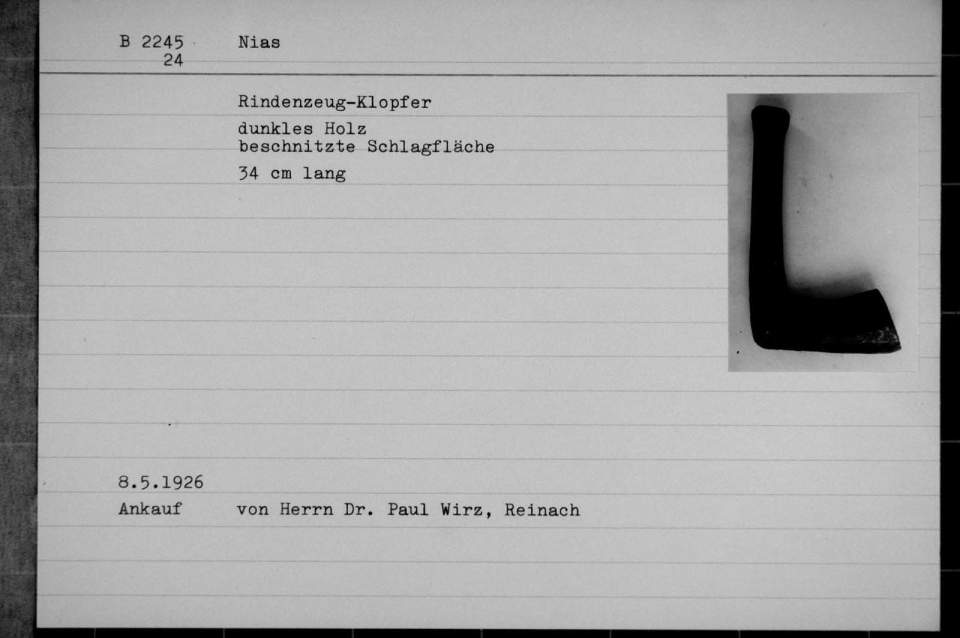 B 2245 Nias
24
Rindenzeug-Klopfer
dunkles Holz
beschnitzte Schlagfläche
34 cm lang
8.5.1926
Ankauf von Herrn Dr. Paul Wirz, Reinach